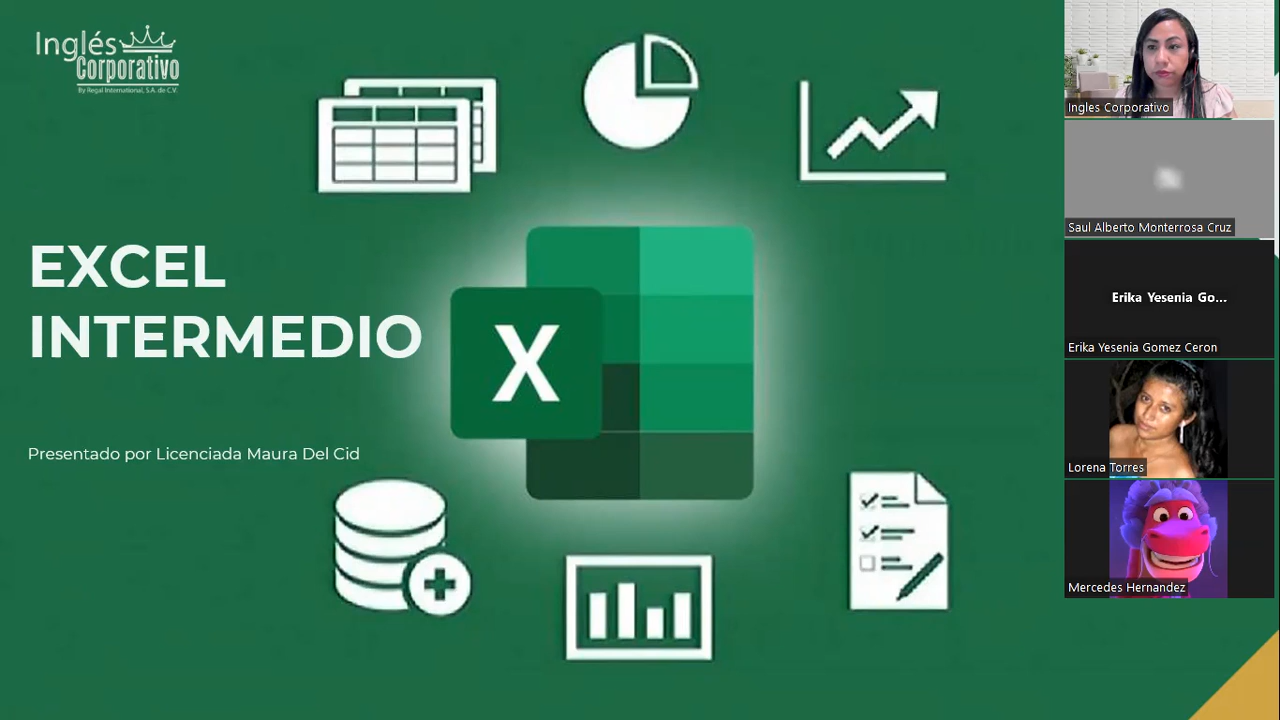 Inglés
Corporativo
By Regal International, S.A. de C.V.
EXCEL
INTERMEDIO
Presentado por Licenciada Maura Del Cid
X
Ingles Corporativo
Saul Alberto Monterrosa Cruz
Erika Yesenia Go...
Erika Yesenia Gomez Ceron
Lorena Torres
Mercedes Hernandez